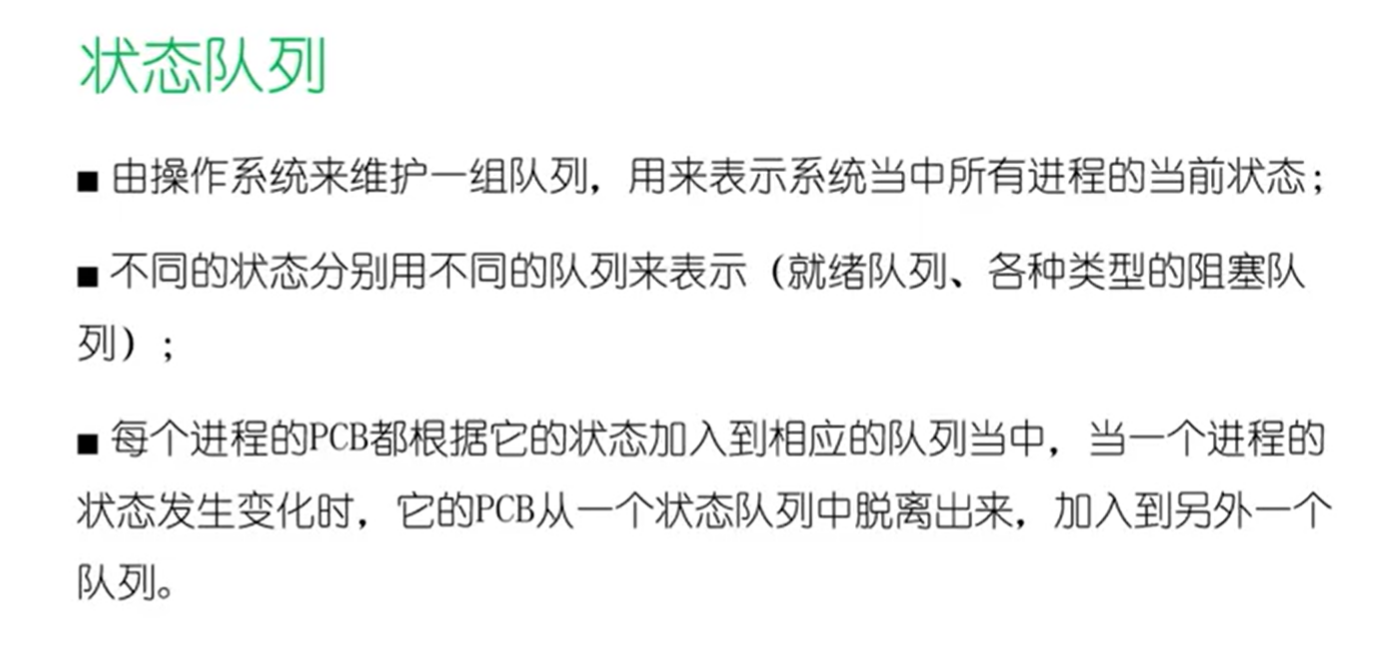 状态队列
■ 由操作系统来维护一组队列，用来表示系统当中所有进程的当前状态；
■ 不同的状态分别用不同的队列来表示（就绪队列、各种类型的阻塞队
列）；
■ 每个进程的PCB都根据它的状态加入到相应的队列当中，当一个进程的
状态发生变化时，它的PCB从一个状态队列中脱离出来，加入到另外一个
队列。